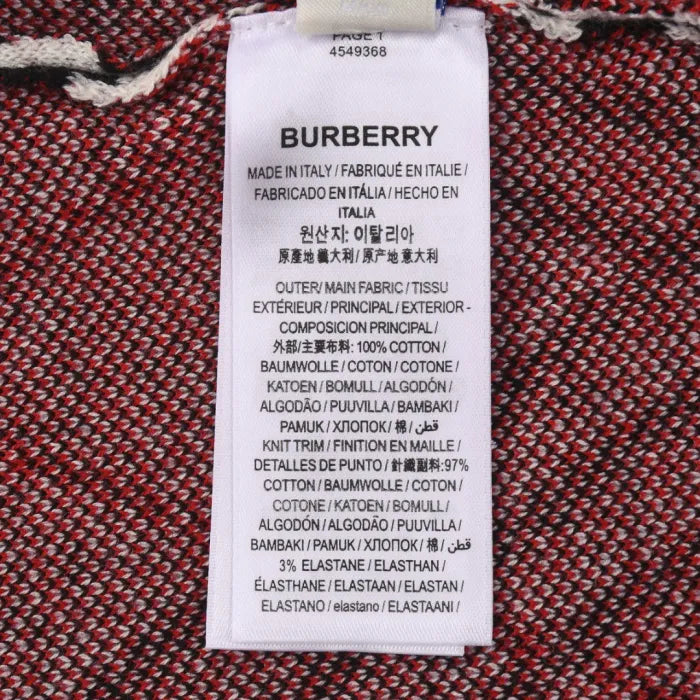 PAGE 1
4549368
BURBERRY
MADE IN ITALY / FABRIQUÉ EN ITALIE /
FABRICADO EN ITÁLIA / HECHO EN
ITALIA
원산지: 이탈리아
原產地義大利 / 原产地意大利
OUTER/ MAIN FABRIC / TISSU
EXTÉRIEUR / PRINCIPAL / EXTERIOR -
COMPOSICION PRINCIPAL /
外部/主要布料: 100% COTTON /
BAUMWOLLE / COTON / COTONE /
KATOEN / BOMULL / ALGODÓN /
ALGODÃO / PUUVILLA / BAMBAKI /
PAMUK / ХЛОПОК / 棉 / قطن /
KNIT TRIM / FINITION EN MAILLE /
DETALLES DE PUNTO / 針織副料:97%
COTTON / BAUMWOLLE / COTON /
COTONE / KATOEN / BOMULL /
ALGODÓN / ALGODÃO / PUUVILLA /
BAMBAKI / PAMUK / ХЛОПОК / 棉 / قطن /
3% ELASTANE / ELASTHAN /
ÉLASTHANE / ELASTAAN / ELASTAN /
ELASTANO / elastano / ELASTAANI /